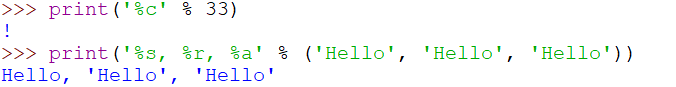 >>> print('%c' % 33)
!
>>> print('%s, %r, %a' % ('Hello', 'Hello', 'Hello'))
Hello, 'Hello', 'Hello'